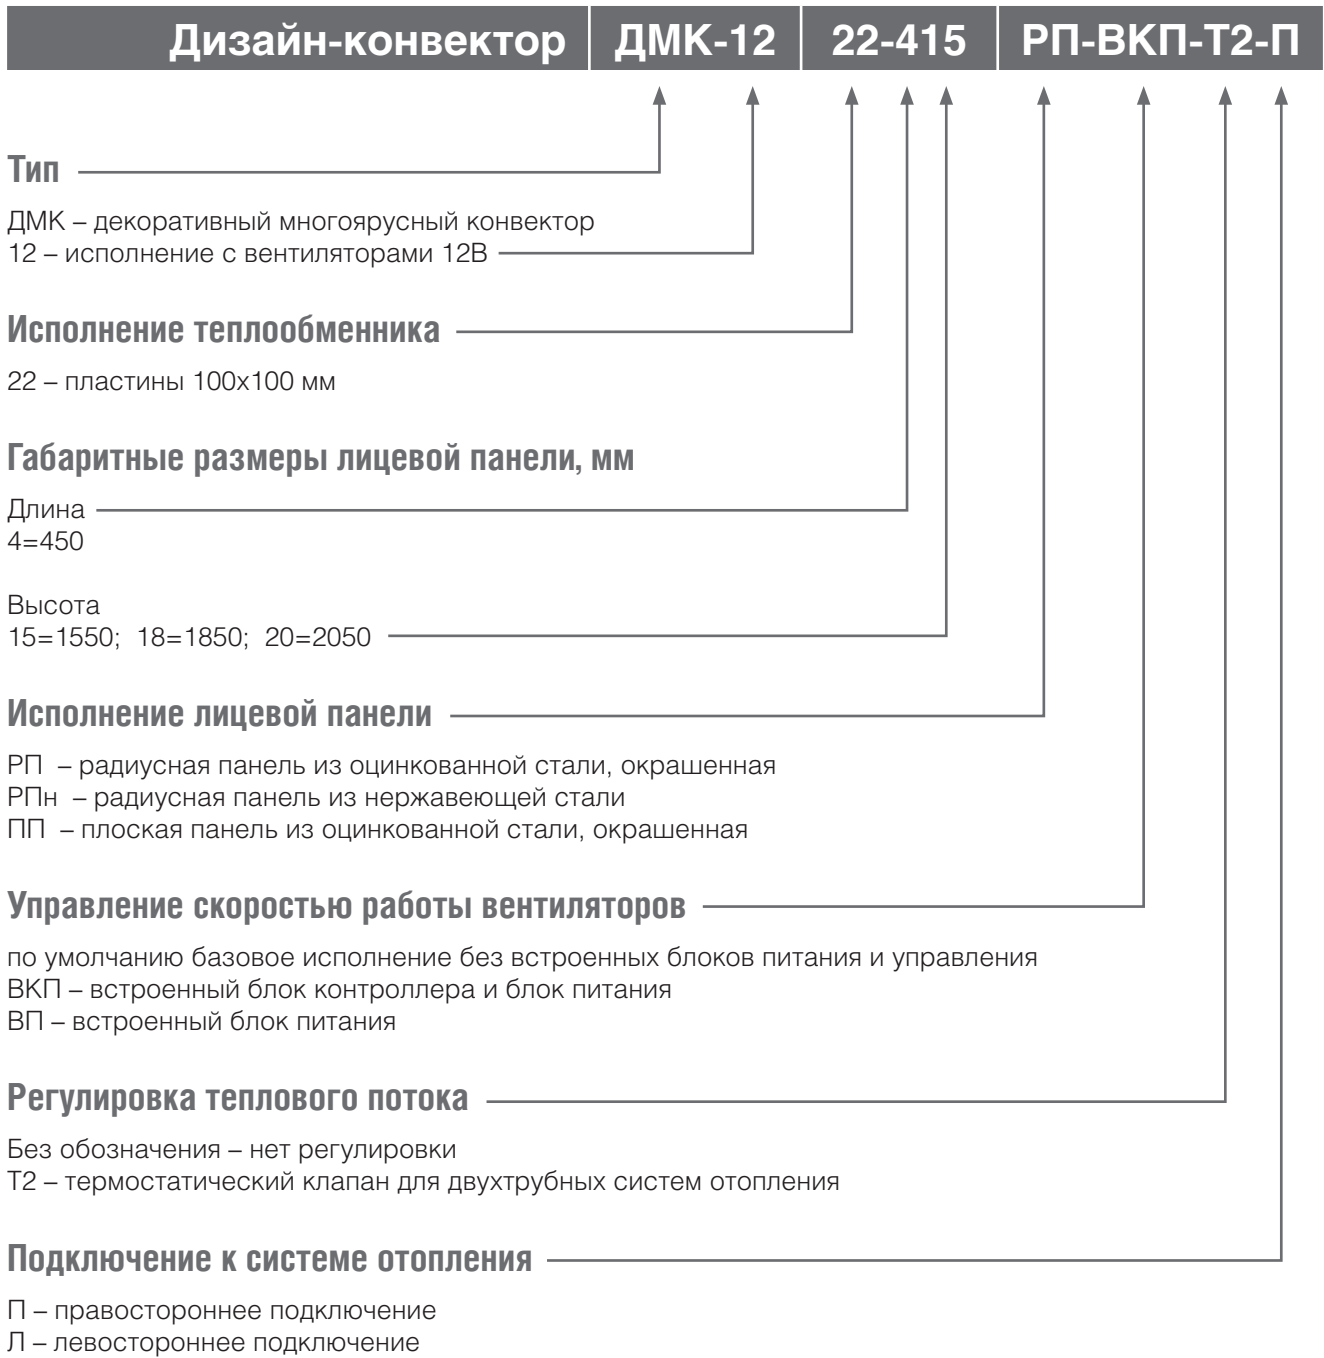 Дизайн-конвектор ДМК-12 22-415 РП-ВКП-Т2-П
Тип
ДМК – декоративный многоярусный конвектор
12 – исполнение с вентиляторами 12В
Исполнение теплообменника
22 – пластины 100х100 мм
Габаритные размеры лицевой панели, мм
Длина
4=450
Высота
15=1550; 18=1850; 20=2050
Исполнение лицевой панели
РП – радиусная панель из оцинкованной стали, окрашенная
РПн – радиусная панель из нержавеющей стали
ПП – плоская панель из оцинкованной стали, окрашенная
Управление скоростью работы вентиляторов
по умолчанию базовое исполнение без встроенных блоков питания и управления
ВКП – встроенный блок контроллера и блок питания
ВП – встроенный блок питания
Регулировка теплового потока
Без обозначения – нет регулировки
Т2 – термостатический клапан для двухтрубных систем отопления
Подключение к системе отопления
П – правостороннее подключение
Л – левостороннее подключение